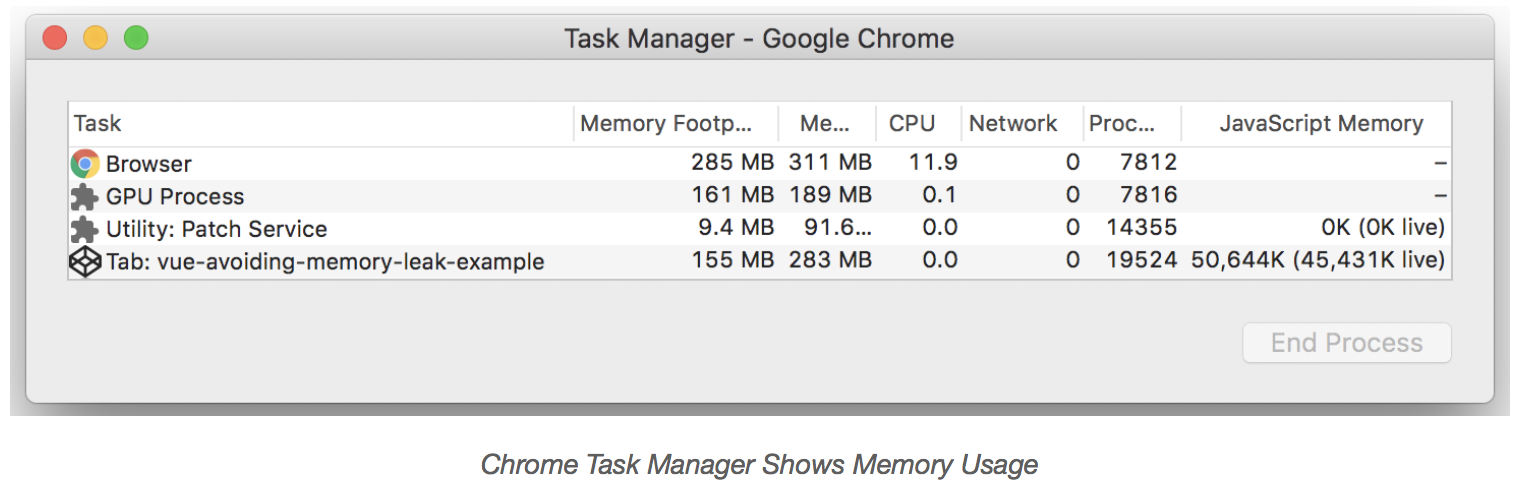 Task Manager - Google Chrome
Task Memory Footp... Me... CPU Network Proc... JavaScript Memory
Browser 285 MB 311 MB 11.9 0 7812 –
GPU Process 161 MB 189 MB 0.1 0 7816 –
Utility: Patch Service 9.4 MB 91.6... 0.0 0 14355 0K (0K live)
Tab: vue-avoiding-memory-leak-example 155 MB 283 MB 0.0 0 19524 50,644K (45,431K live)
End Process
Chrome Task Manager Shows Memory Usage